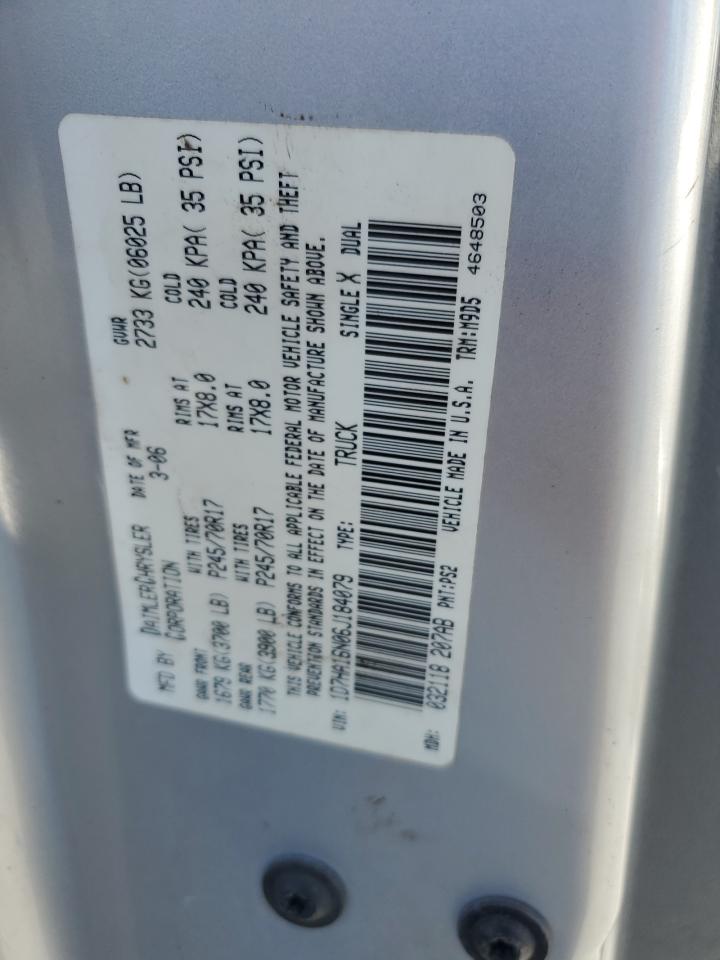 MFD BY DAIMLERCHRYSLER CORPORATION
DATE OF MFR 3-06
GVWR 2733 KG(06025 LB)
GAWR FRONT 1679 KG(3700 LB)
WITH TIRES P245/70R17
RIMS AT 17X8.0
COLD 240 KPA( 35 PSI)
GAWR REAR 1770 KG(3900 LB)
WITH TIRES P245/70R17
RIMS AT 17X8.0
COLD 240 KPA( 35 PSI)
THIS VEHICLE CONFORMS TO ALL APPLICABLE FEDERAL MOTOR VEHICLE SAFETY AND THEFT
PREVENTION STANDARDS IN EFFECT ON THE DATE OF MANUFACTURE SHOWN ABOVE.
VIN: 1D7HA16N06J184079 TYPE: TRUCK SINGLE X DUAL
MDH: 032118 207AB PNT:PS2 VEHICLE MADE IN U.S.A. TRM:M9D5
4648503